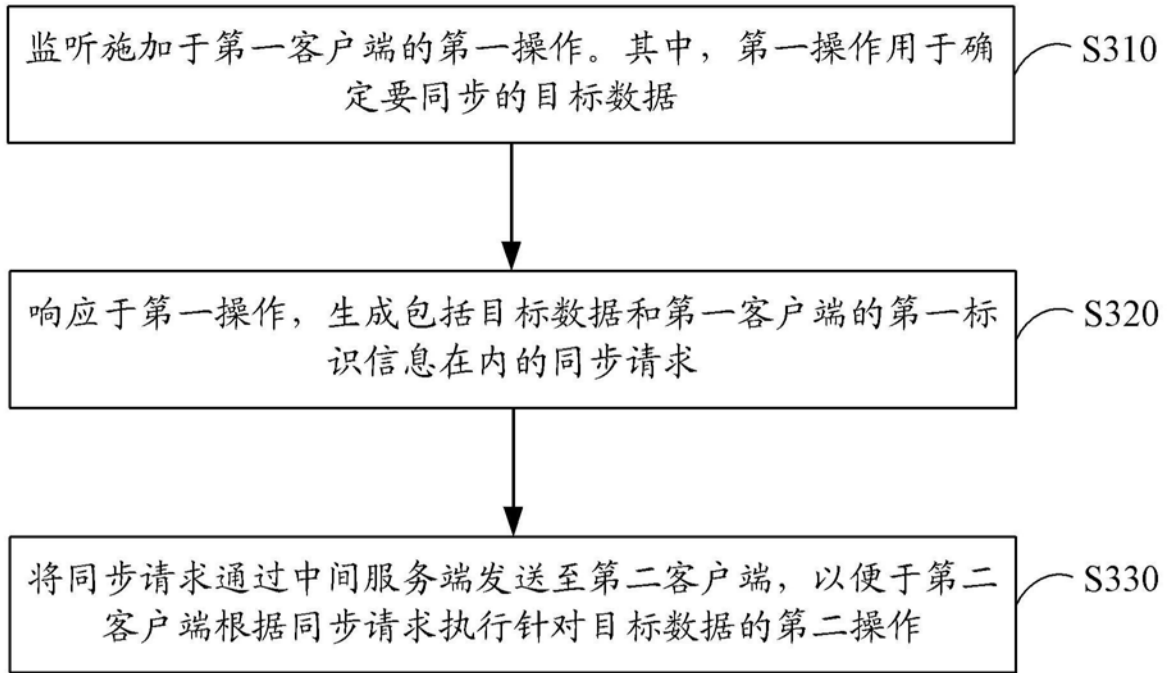 监听施加于第一客户端的第一操作。其中，第一操作用于确
定要同步的目标数据
S310
响应于第一操作，生成包括目标数据和第一客户端的第一标
识信息在内的同步请求
S320
将同步请求通过中间服务端发送至第二客户端，以便于第二
客户端根据同步请求执行针对目标数据的第二操作
S330